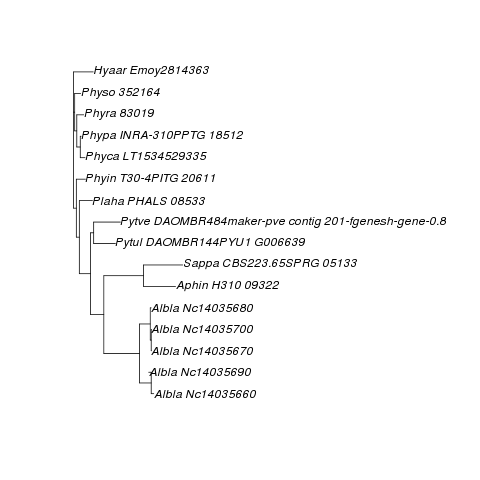 Hyaar Emoy2814363
Physo 352164
Phyra 83019
Phypa INRA-310PPTG 18512
Phyca LT1534529335
Phyin T30-4PITG 20611
Plaha PHALS 08533
Pytve DAOMBR484maker-pve contig 201-fgenesh-gene-0.8
Pytul DAOMBR144PYU1 G006639
Sappa CBS223.65SPRG 05133
Aphin H310 09322
Albla Nc14035680
Albla Nc14035700
Albla Nc14035670
Albla Nc14035690
Albla Nc14035660